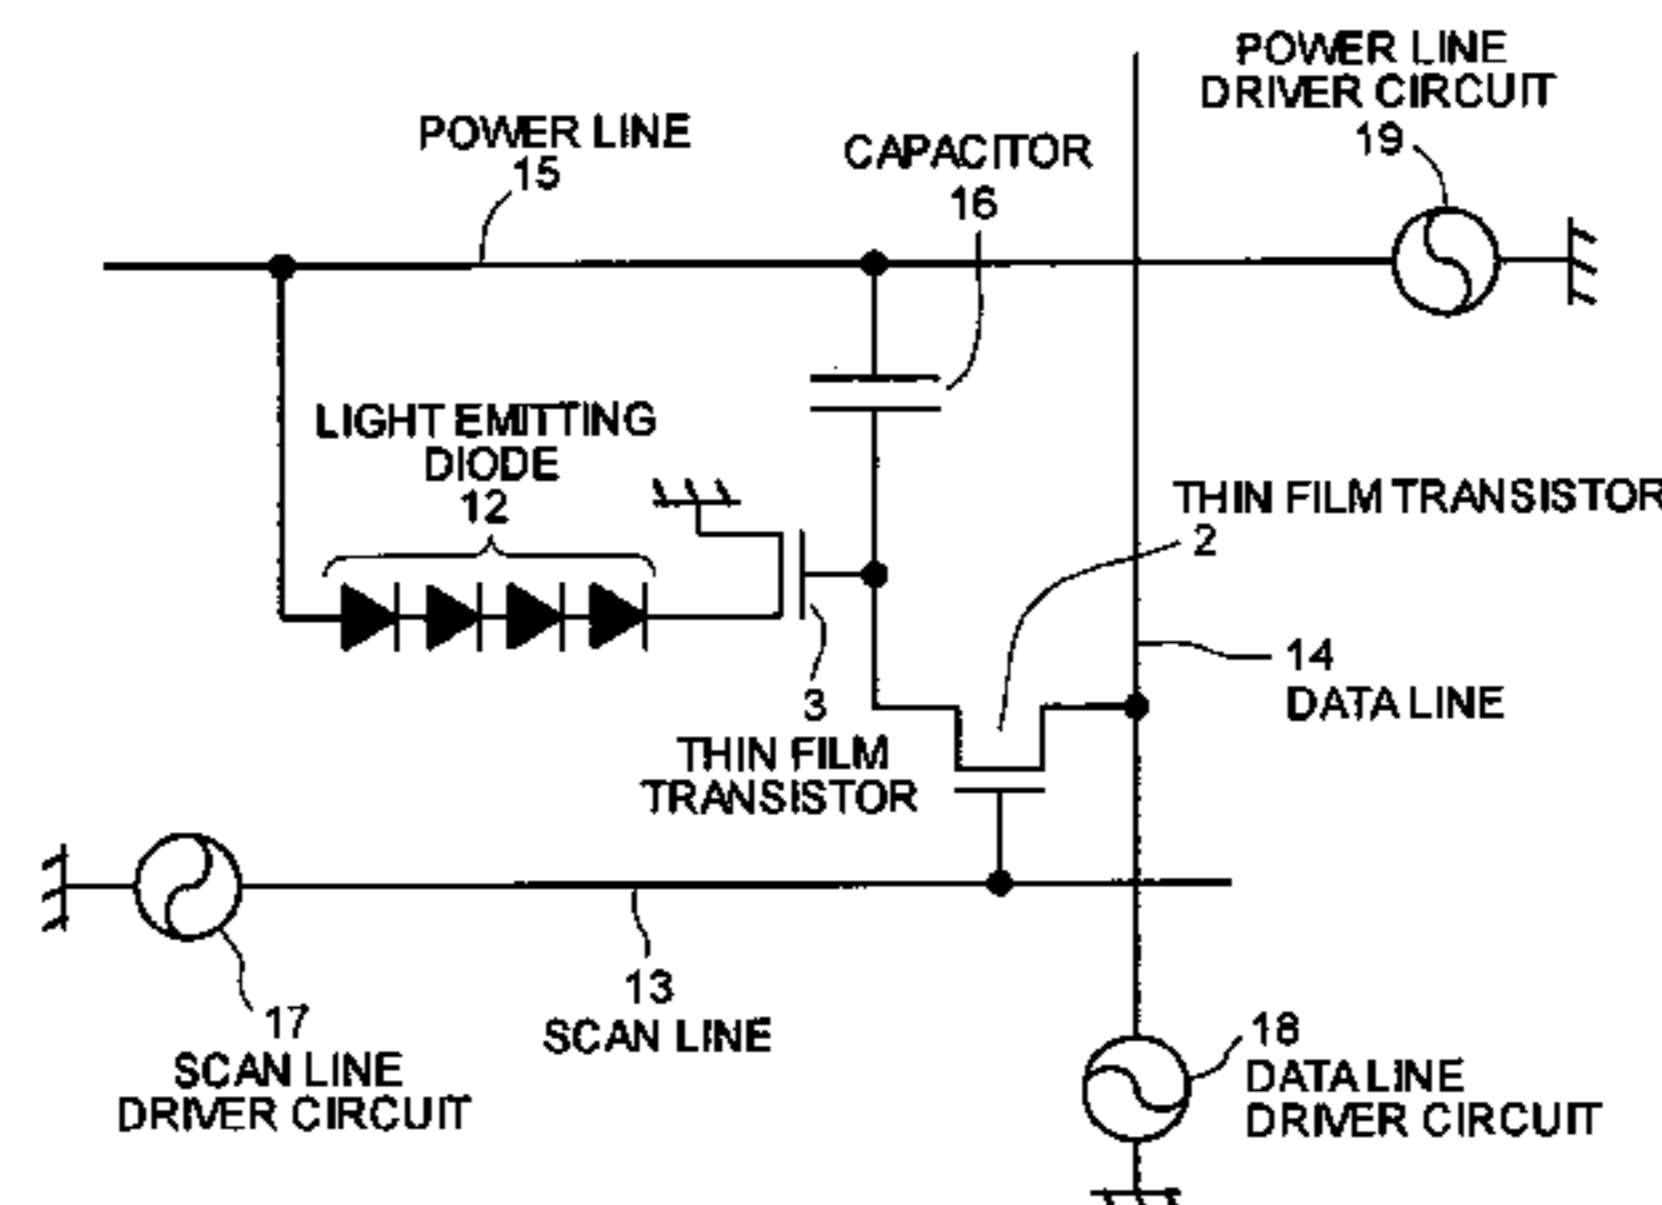 POWER LINE
DRIVER CIRCUIT
19
POWER LINE
15
CAPACITOR
16
LIGHT EMITTING
DIODE
12
THIN FILM TRANSISTOR
2
14
DATA LINE
3
THIN FILM
TRANSISTOR
13
SCAN LINE
17
SCAN LINE
DRIVER CIRCUIT
18
DATA LINE
DRIVER CIRCUIT